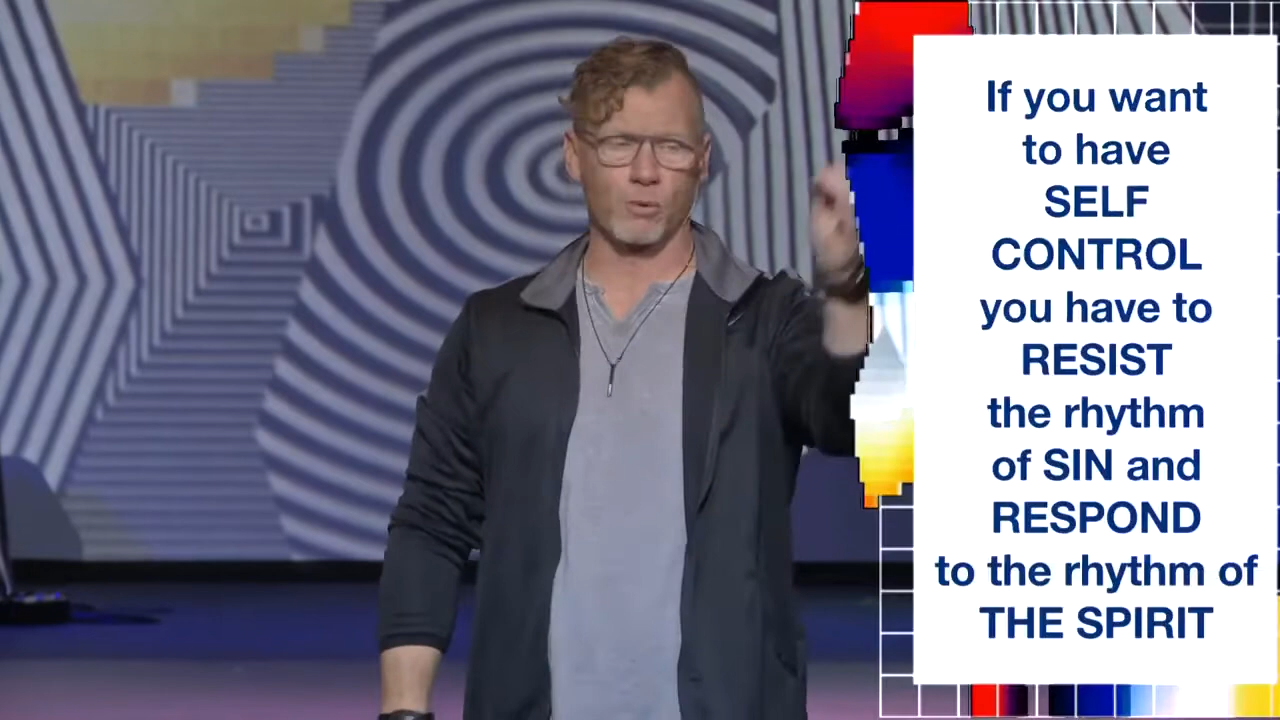 If you want
to have
SELF
CONTROL
you have to
RESIST
the rhythm
of SIN and
RESPOND
to the rhythm of
THE SPIRIT